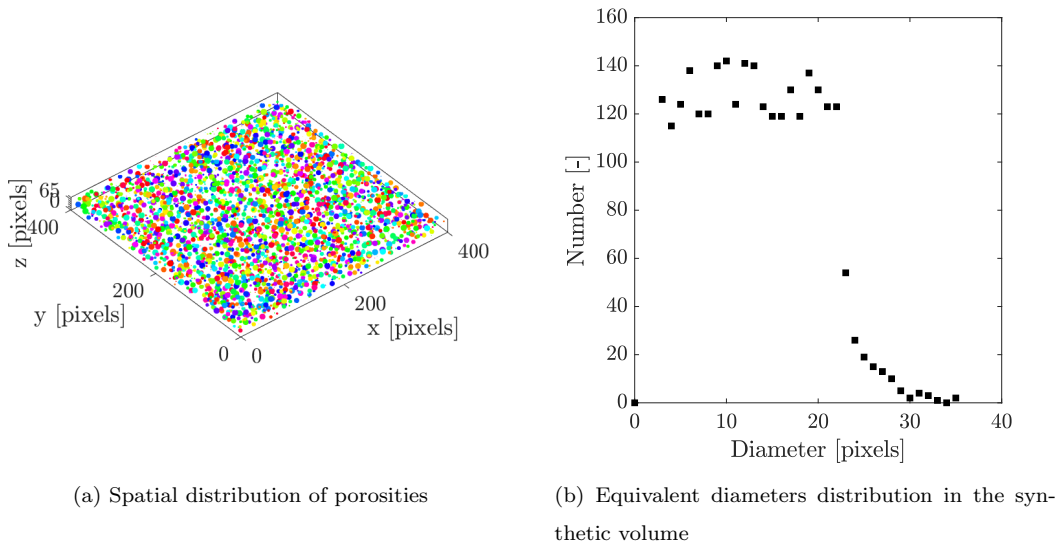 65
0
400
z [pixels]
200
y [pixels]
0
0
200
x [pixels]
400
160
140
120
100
80
60
40
20
0
Number [-]
0
10
20
30
40
Diameter [pixels]
(a) Spatial distribution of porosities
(b) Equivalent diameters distribution in the syn-
thetic volume